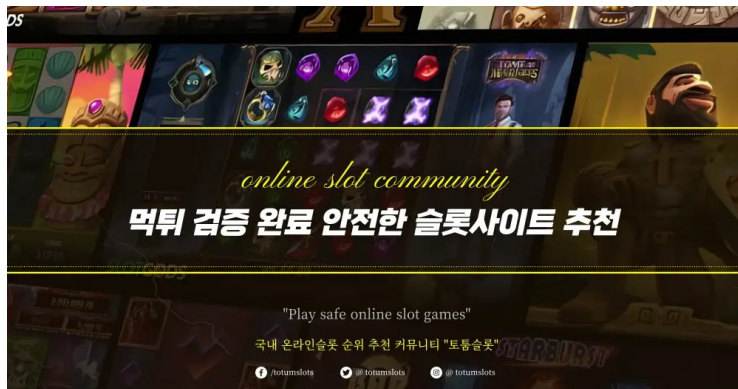 online slot community
먹튀 검증 완료 안전한 슬롯사이트 추천
"Play safe online slot games"
국내 온라인슬롯 순위 추천 커뮤니티 "토툼슬롯"
/totumslots @ totumslots @ totumslots
STARBURST